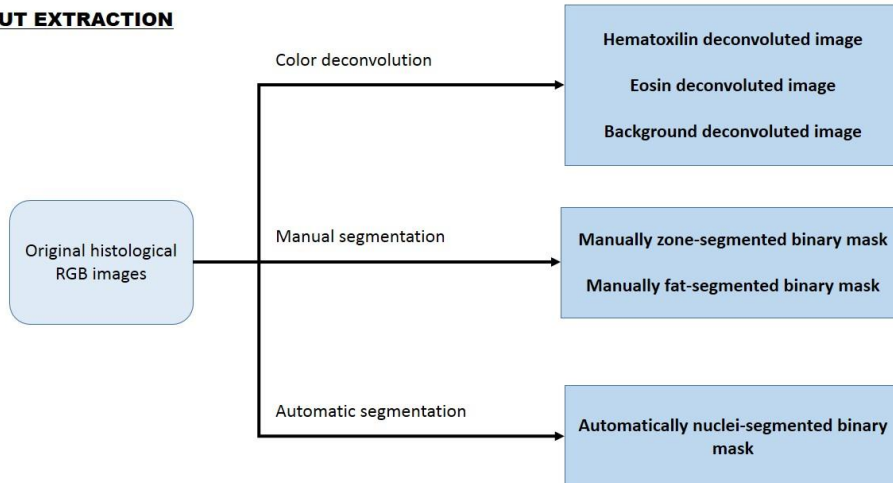 UT EXTRACTION
Color deconvolution
Hematoxilin deconvoluted image
Eosin deconvoluted image
Background deconvoluted image
Original histological
RGB images
Manual segmentation
Manually zone-segmented binary mask
Manually fat-segmented binary mask
Automatic segmentation
Automatically nuclei-segmented binary
mask